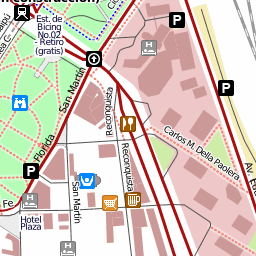 Est. de
Bicing
No.02 -
Retiro
(gratis)
San Martín
Reconquista
Florida
Carlos M. Della Paolera
Reconquista
San
Martín
Fe
Hotel
Plaza
Av.
P
P
P